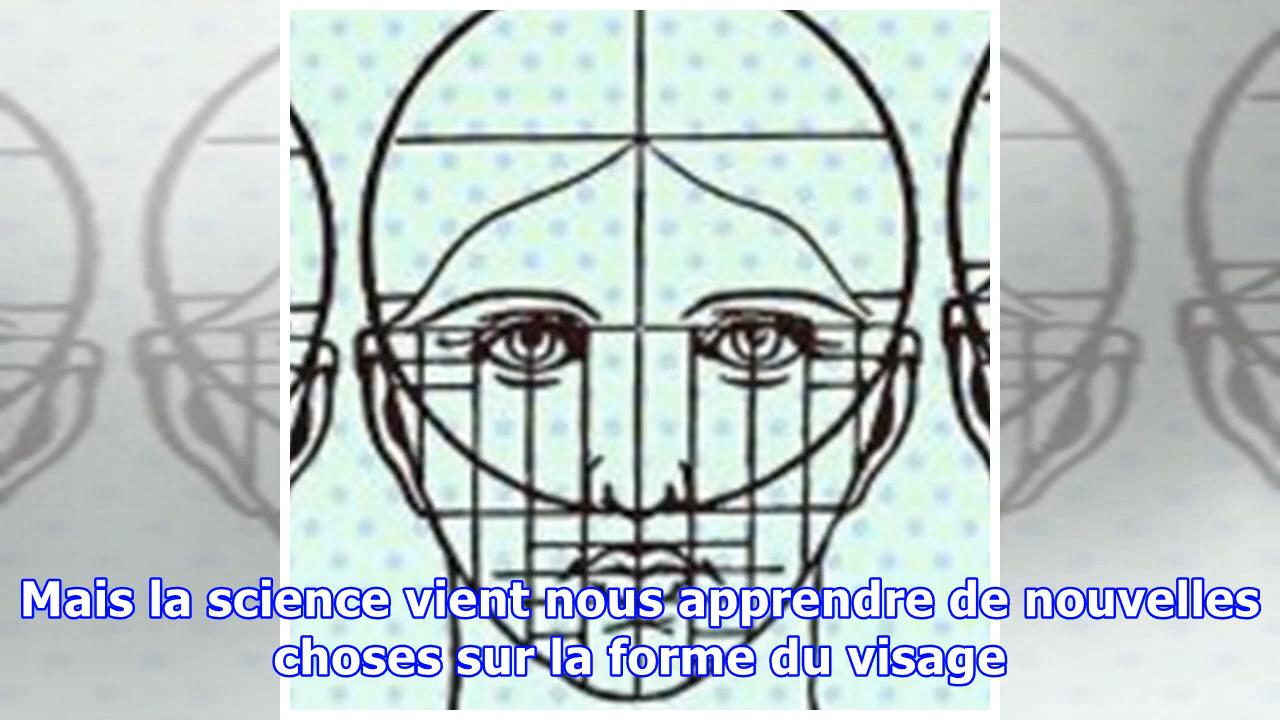 Mais la science vient nous apprendre de nouvelles
choses sur la forme du visage